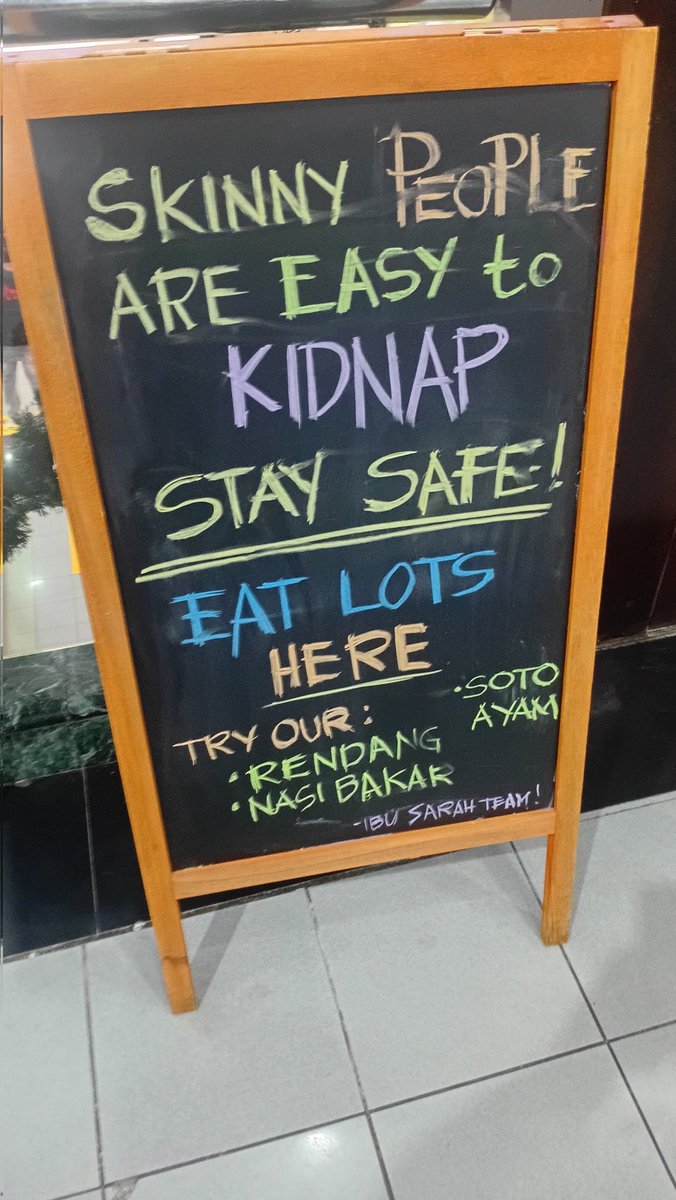 SKINNY PEOPLE
ARE EASY to
KIDNAP
STAY SAFE!
EAT LOTS
HERE
TRY OUR:
• RENDANG
• NASI BAKAR
• SOTO
AYAM
- IBU SARAH TEAM!